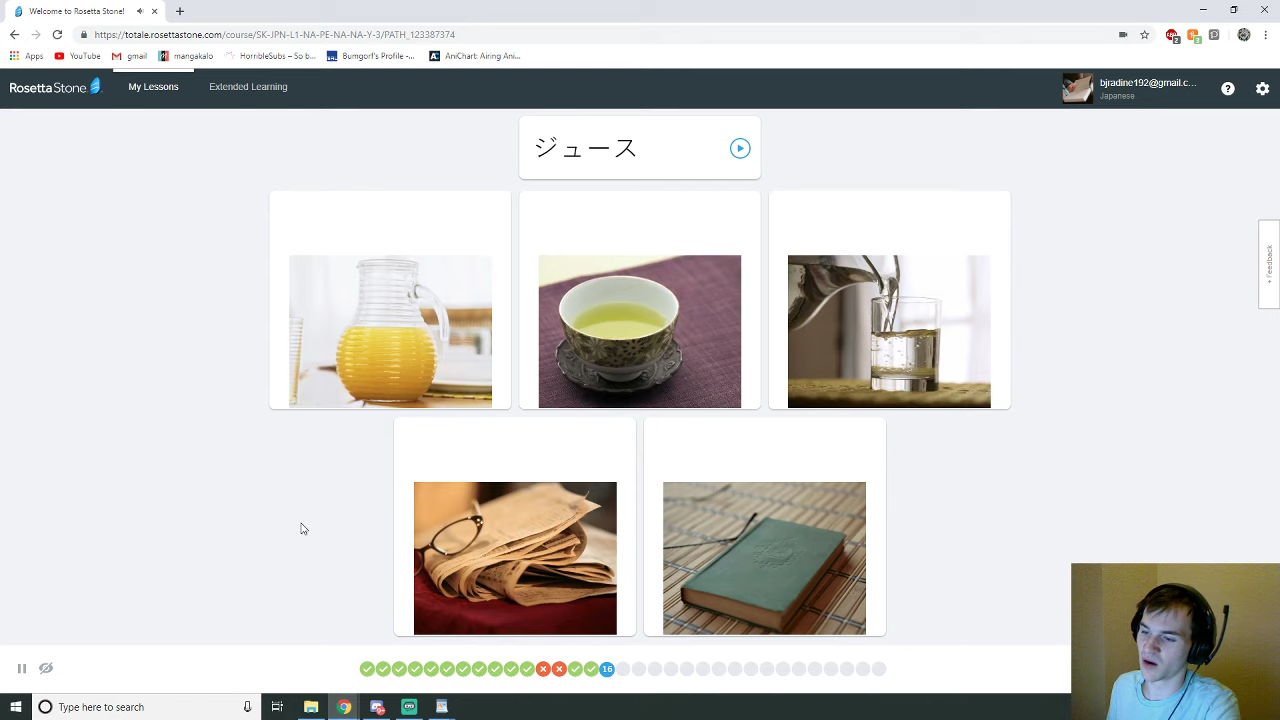 Welcome to Rosetta Stone!
https://totale.rosettastone.com/course/SK-JPN-L1-NA-PE-NA-NA-Y-3/PATH_123387374
Apps YouTube gmail mangakalo HorribleSubs – So b... Bumgorf's Profile -... AniChart: Airing Ani...
RosettaStone My Lessons Extended Learning
bjradine192@gmail.c...
Japanese
ジュース
+ Feedback
16
Type here to search